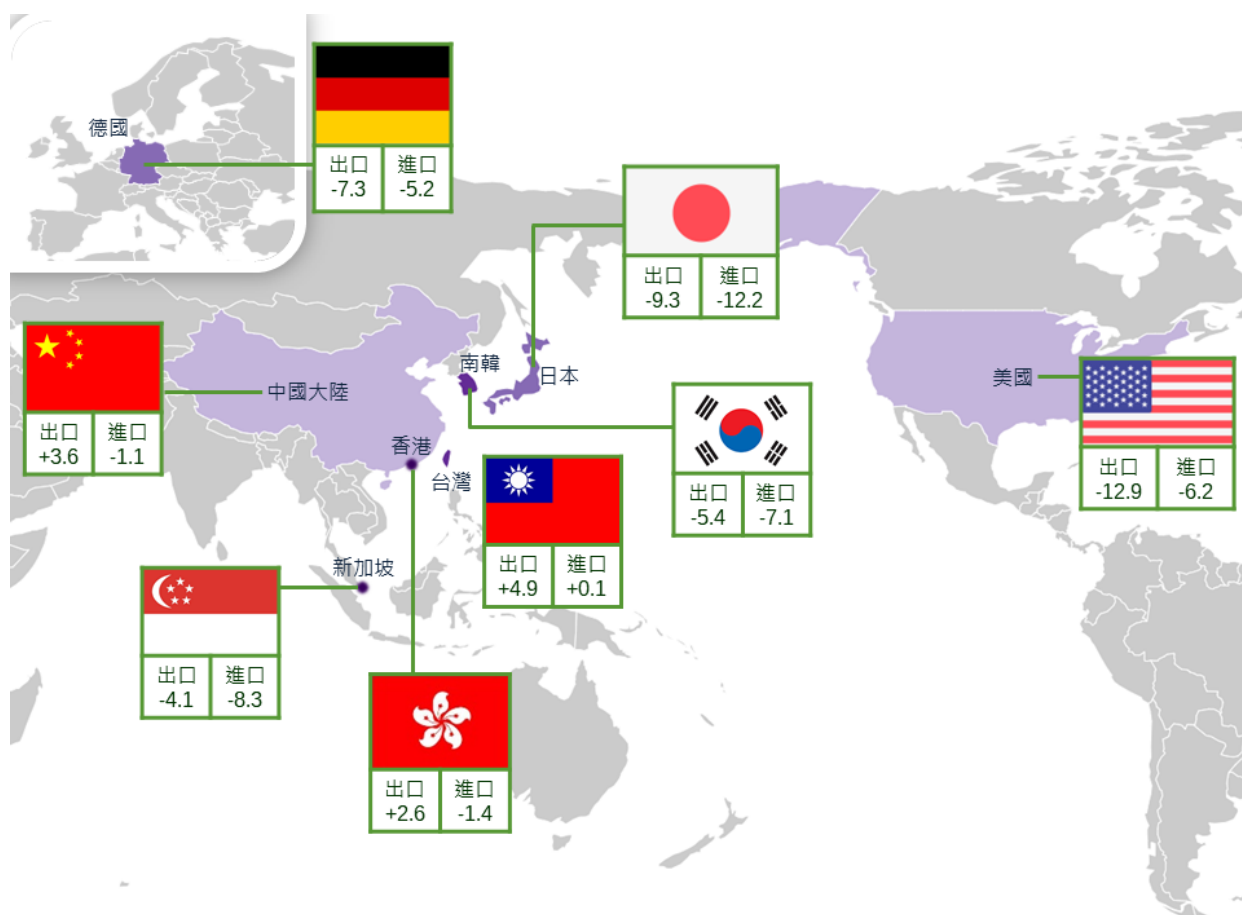 德國
出口
-7.3
進口
-5.2
出口
-9.3
進口
-12.2
中國大陸
出口
+3.6
進口
-1.1
南韓
日本
出口
-5.4
進口
-7.1
美國
出口
-12.9
進口
-6.2
香港
台灣
出口
+4.9
進口
+0.1
新加坡
出口
-4.1
進口
-8.3
出口
+2.6
進口
-1.4